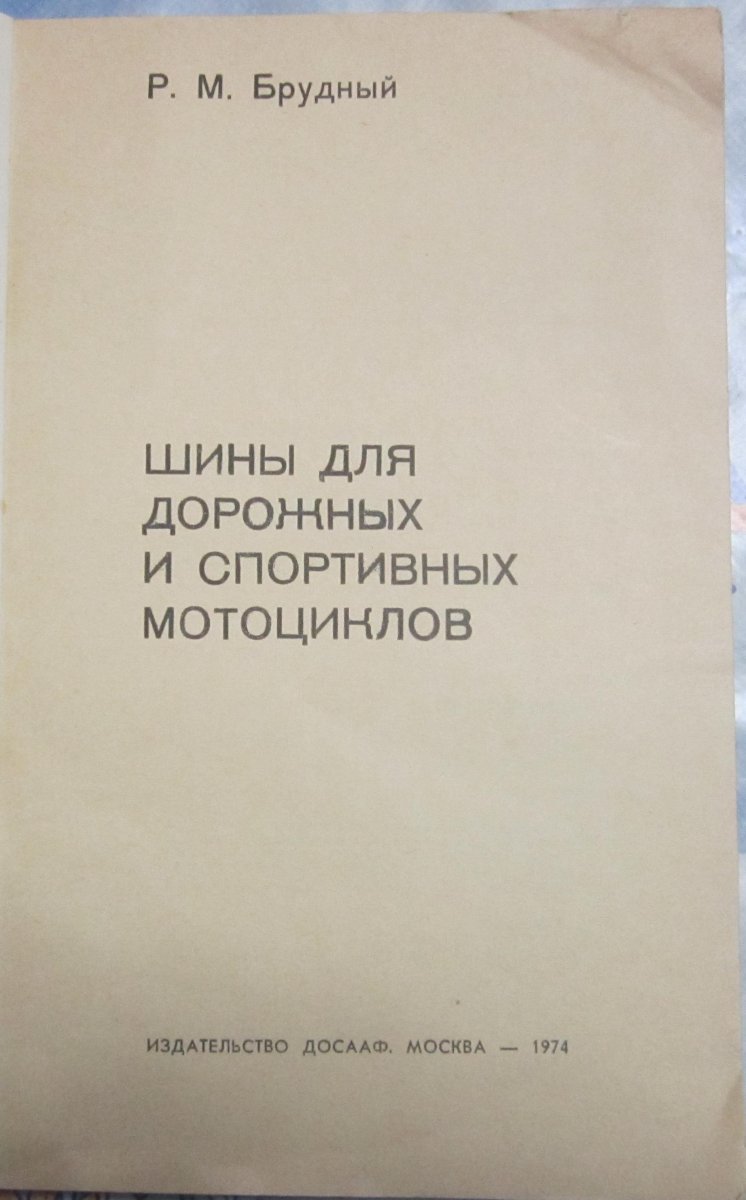 Р. М. Брудный
ШИНЫ ДЛЯ
ДОРОЖНЫХ
И СПОРТИВНЫХ
МОТОЦИКЛОВ
ИЗДАТЕЛЬСТВО ДОСААФ. МОСКВА — 1974